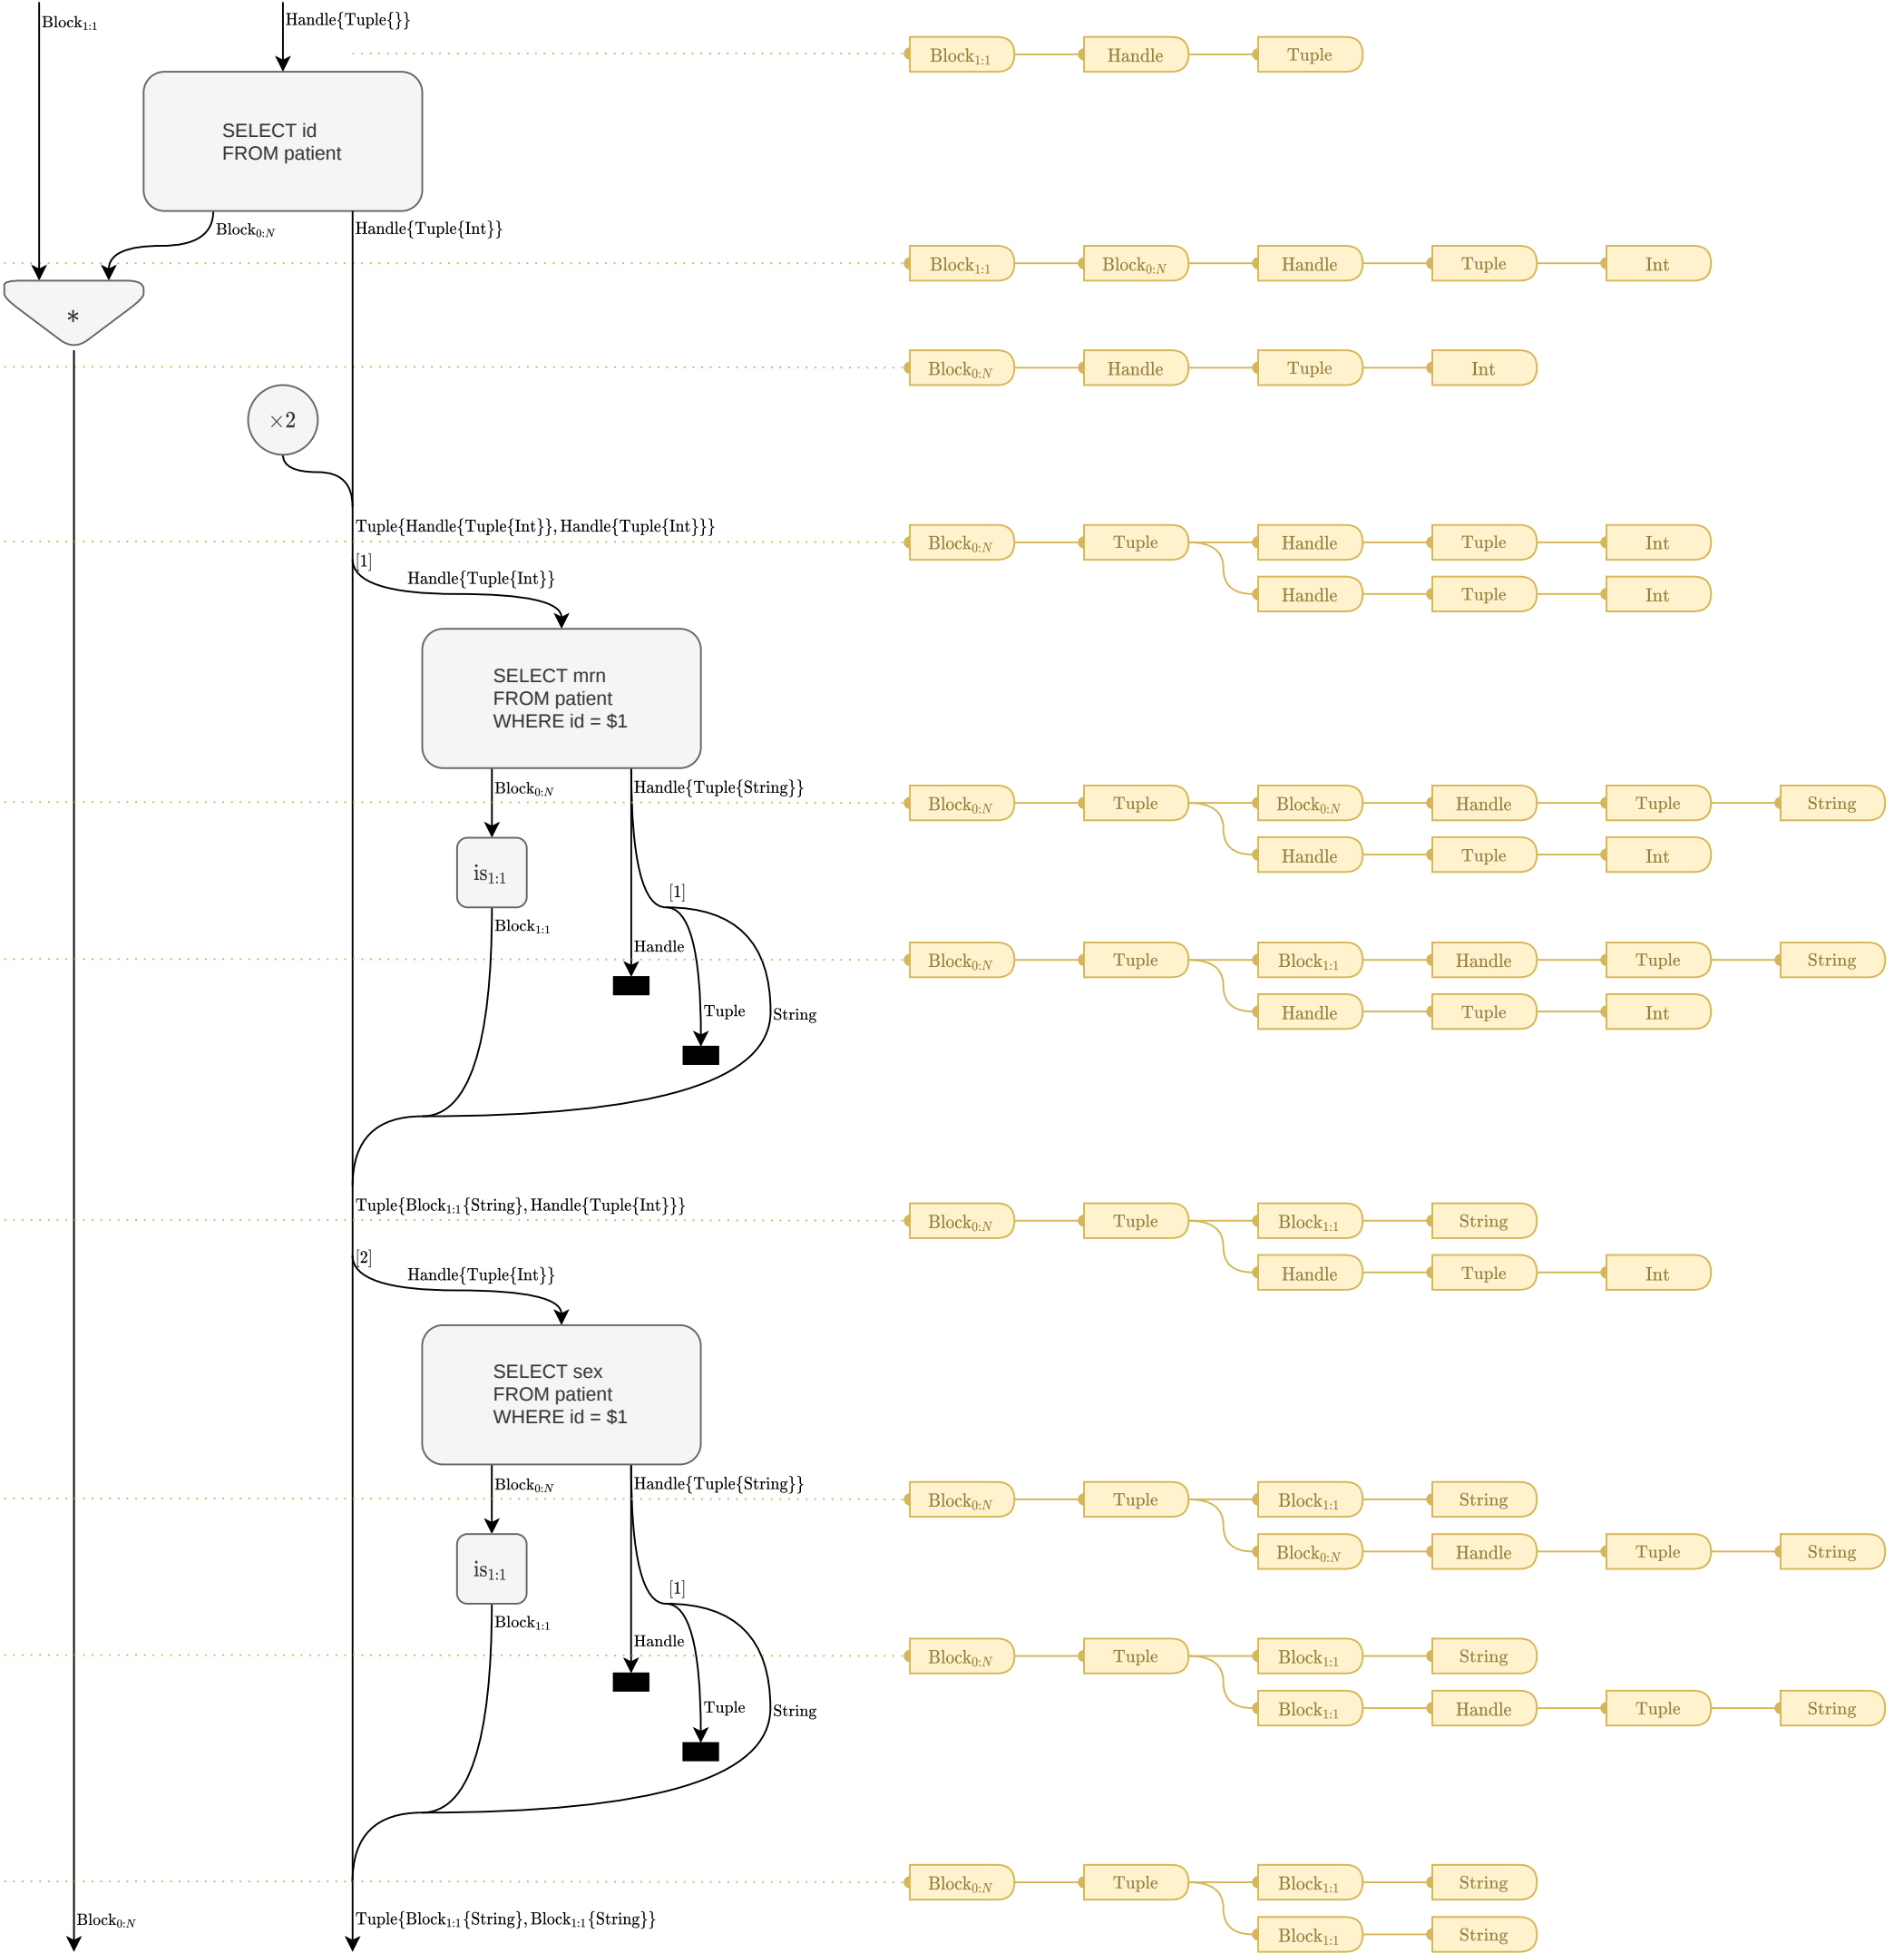 Block₁:₁
Handle{Tuple{}}
Block₁:₁ Handle Tuple
SELECT id
FROM patient
Block₀:N
Handle{Tuple{Int}}
Block₁:₁ Block₀:N Handle Tuple Int
*
Block₀:N Handle Tuple Int
×2
Tuple{Handle{Tuple{Int}}, Handle{Tuple{Int}}}
Block₀:N Tuple Handle Tuple Int
[1]
Handle{Tuple{Int}}
Handle Tuple Int
SELECT mrn
FROM patient
WHERE id = $1
Block₀:N
Handle{Tuple{String}}
Block₀:N Tuple Block₀:N Handle Tuple String
Handle Tuple Int
is₁:₁
[1]
Block₁:₁
Handle
Block₀:N Tuple Block₁:₁ Handle Tuple String
Tuple
String
Handle Tuple Int
Tuple{Block₁:₁{String}, Handle{Tuple{Int}}}
Block₀:N Tuple Block₁:₁ String
[2]
Handle{Tuple{Int}}
Handle Tuple Int
SELECT sex
FROM patient
WHERE id = $1
Block₀:N
Handle{Tuple{String}}
Block₀:N Tuple Block₁:₁ String
Block₀:N Handle Tuple String
is₁:₁
[1]
Block₁:₁
Handle
Block₀:N Tuple Block₁:₁ String
Tuple
String
Block₁:₁ Handle Tuple String
Block₀:N Tuple Block₁:₁ String
Block₀:N
Tuple{Block₁:₁{String}, Block₁:₁{String}}
Block₁:₁ String